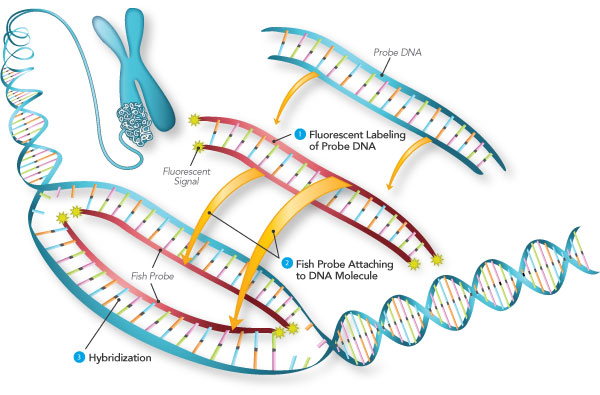 Probe DNA
1 Fluorescent Labeling
of Probe DNA
Fluorescent
Signal
2 Fish Probe Attaching
to DNA Molecule
Fish Probe
3 Hybridization